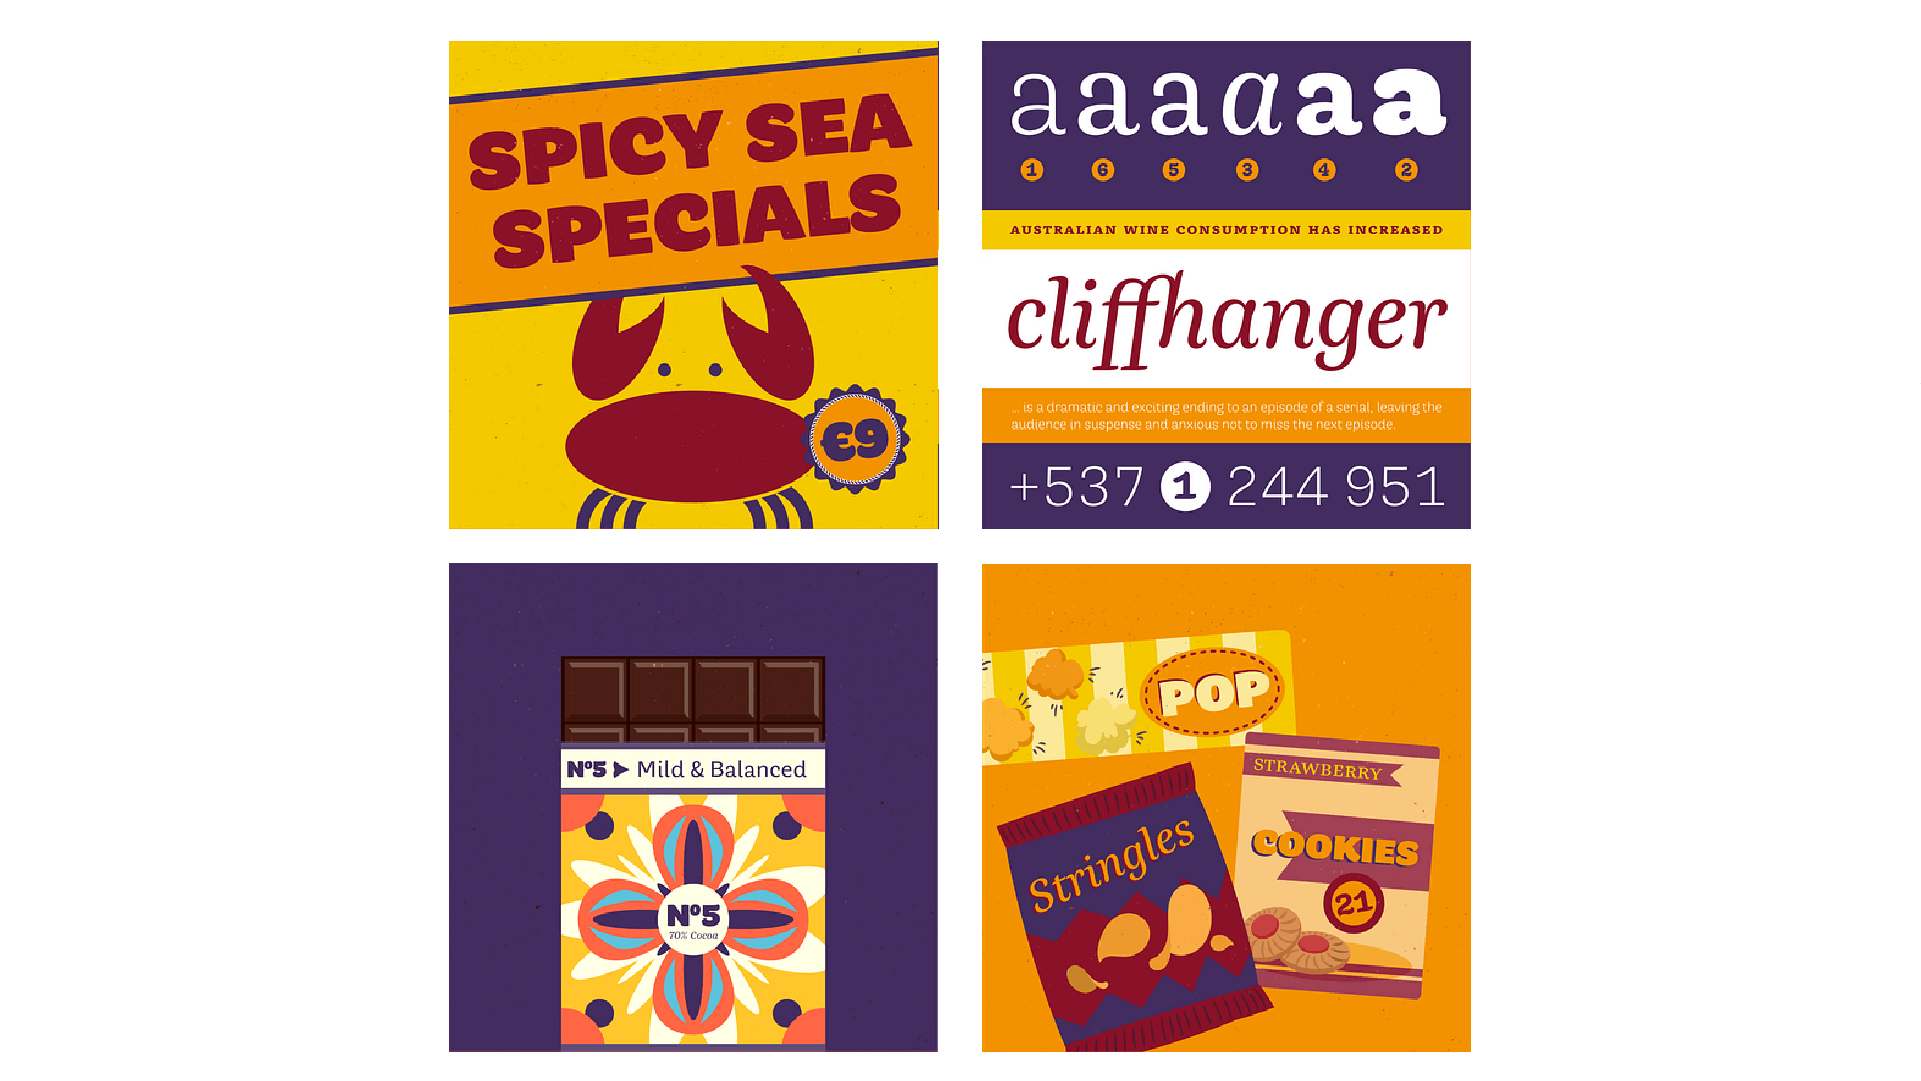 SPICY SEA
SPECIALS
€9
aaaaaa
1 6 5 3 4 2
AUSTRALIAN WINE CONSUMPTION HAS INCREASED
cliffhanger
... is a dramatic and exciting ending to an episode of a serial, leaving the
audience in suspense and anxious not to miss the next episode.
+537 1 244 951
Nº5 ➤ Mild & Balanced
Nº5
70% Cocoa
POP
STRAWBERRY
COOKIES
21
Stringles